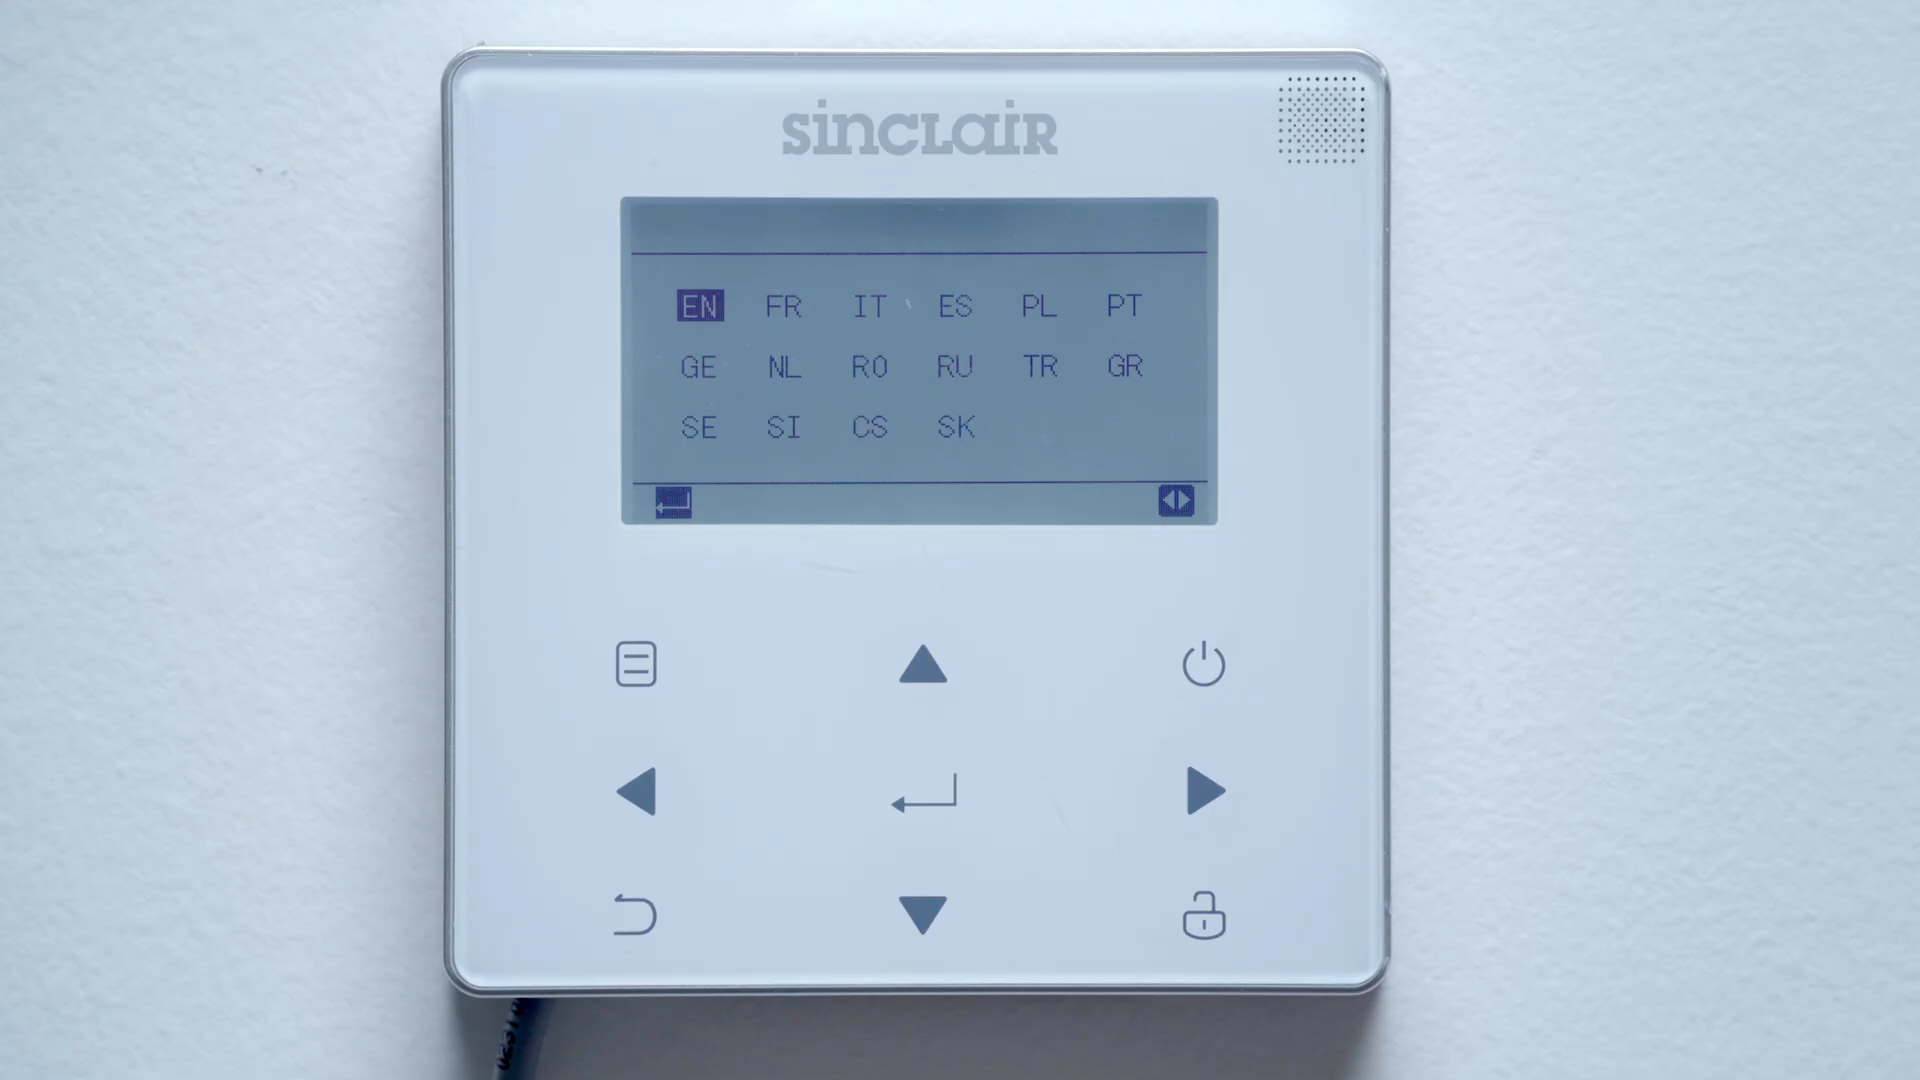 sinclair
EN FR IT ES PL PT
GE NL RO RU TR GR
SE SI CS SK